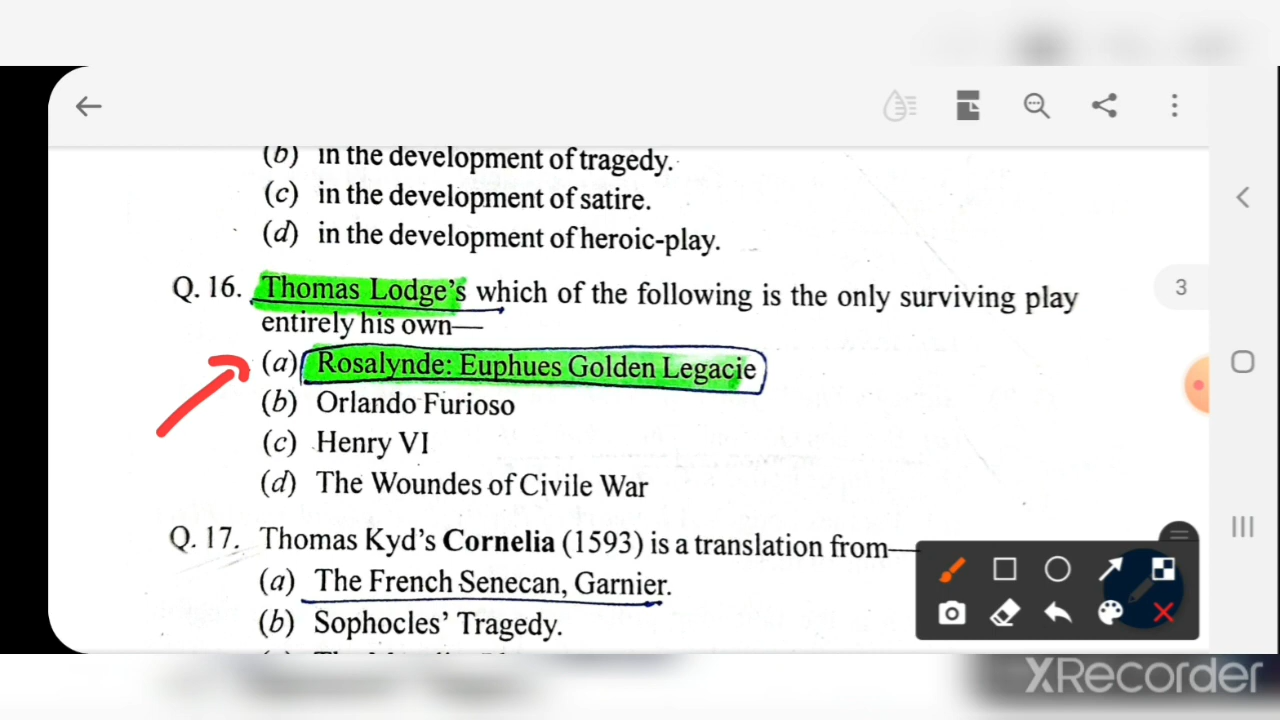 (b) in the development of tragedy.
(c) in the development of satire.
(d) in the development of heroic-play.
Q. 16. Thomas Lodge's which of the following is the only surviving play
entirely his own—
(a) Rosalynde: Euphues Golden Legacie
(b) Orlando Furioso
(c) Henry VI
(d) The Woundes of Civile War
3
Q. 17. Thomas Kyd's Cornelia (1593) is a translation from—
(a) The French Senecan, Garnier.
(b) Sophocles' Tragedy.
XRecorder